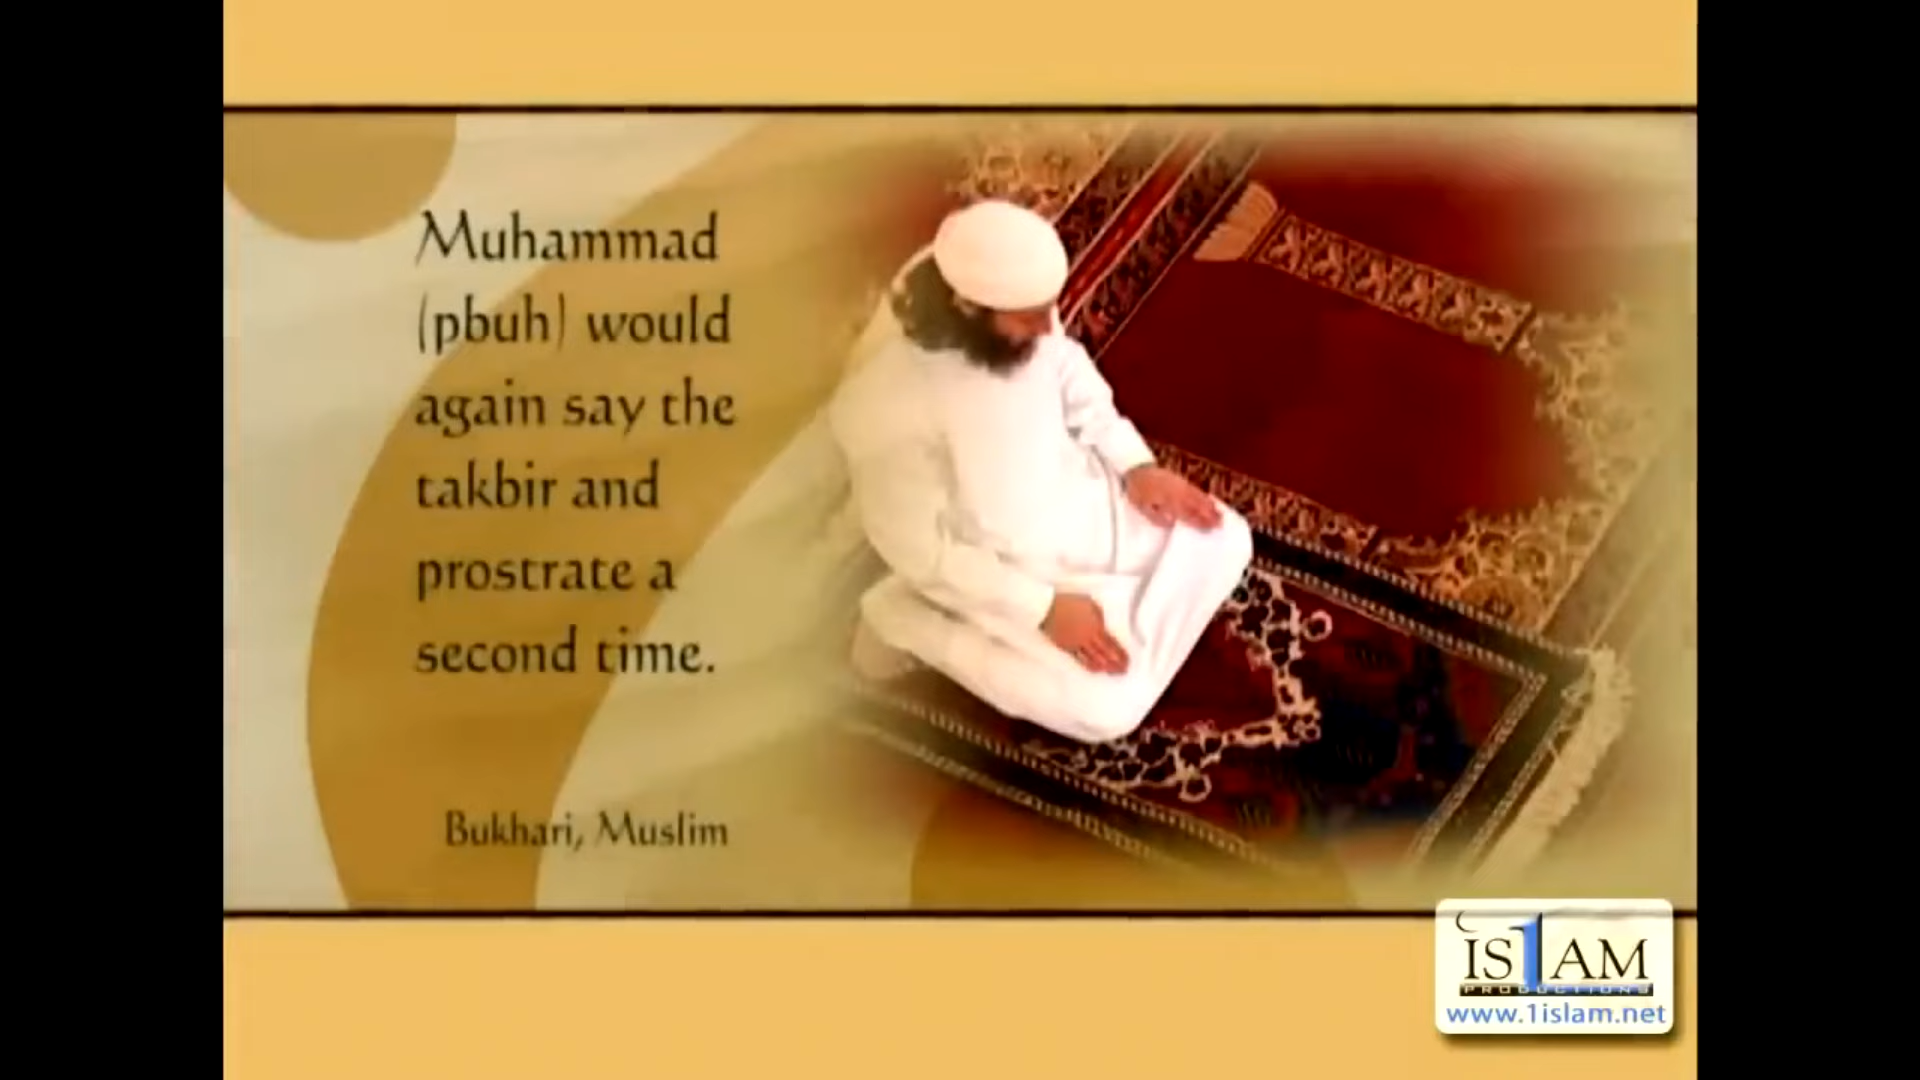 Muhammad
(pbuh) would
again say the
takbir and
prostrate a
second time.
Bukhari, Muslim
IS1AM
PRODUCTIONS
www.1islam.net